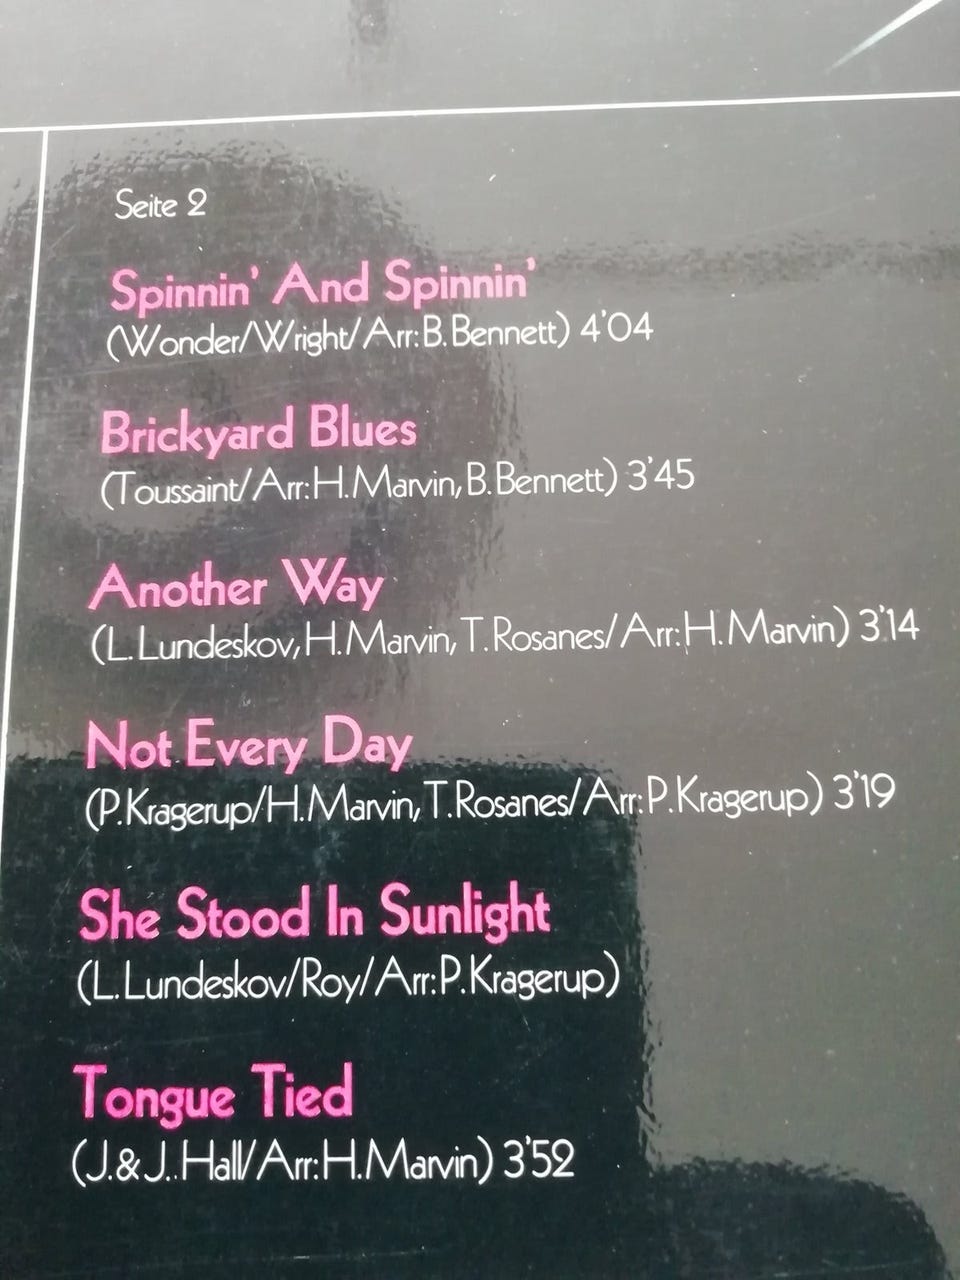 Seite 2
Spinnin' And Spinnin'
(Wonder/Wright/Arr:B.Bennett) 4'04
Brickyard Blues
(Toussaint/Arr:H.Marvin,B.Bennett) 3'45
Another Way
(L.Lundeskov,H.Marvin,T.Rosanes/Arr:H.Marvin) 3'14
Not Every Day
(P.Kragerup/H.Marvin,T.Rosanes/Arr:P.Kragerup) 3'19
She Stood In Sunlight
(L.Lundeskov/Roy/Arr:P.Kragerup)
Tongue Tied
(J.&J..Hall/Arr:H.Marvin) 3'52